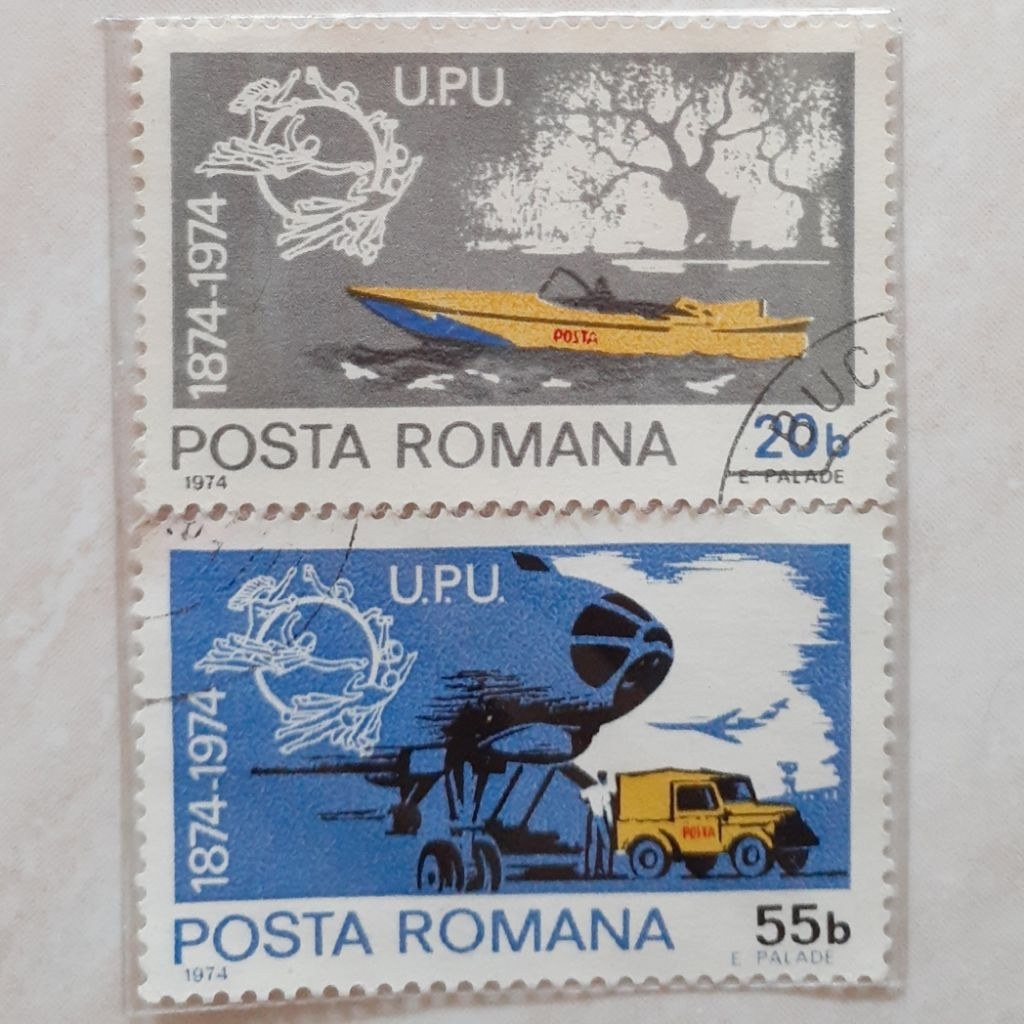 U.P.U.
1874-1974
POSTA
POSTA ROMANA
20b
1974
E PALADE
BUC
U.P.U.
1874-1974
POSTA
POSTA ROMANA
55b
1974
E PALADE